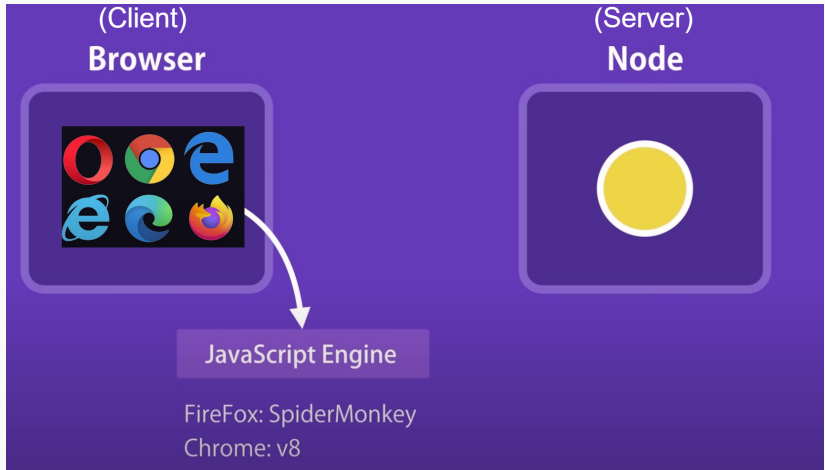 (Client)
Browser
(Server)
Node
JavaScript Engine
FireFox: SpiderMonkey
Chrome: v8